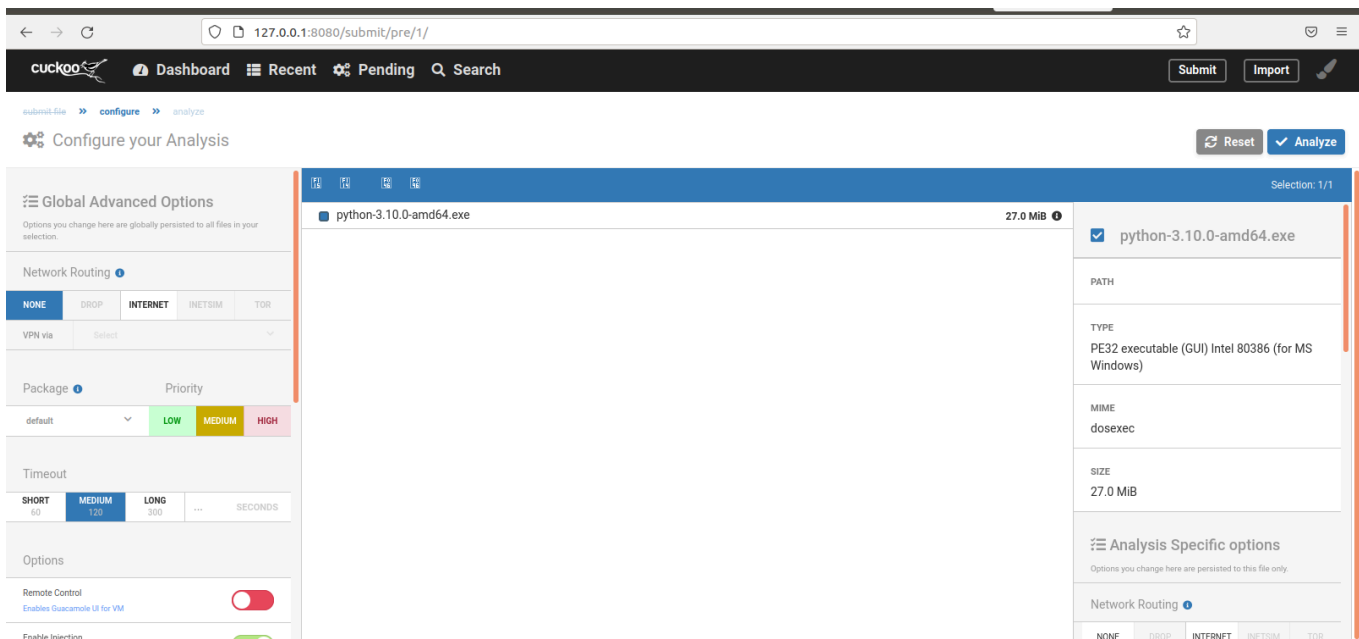 127.0.0.1:8080/submit/pre/1/
cuckoo Dashboard Recent Pending Search Submit Import
submit file » configure » analyze
Configure your Analysis Reset Analyze
Global Advanced Options
Options you change here are globally persisted to all files in your
selection.
Network Routing
NONE DROP INTERNET INETSIM TOR
VPN via Select
Package Priority
default LOW MEDIUM HIGH
Timeout
SHORT MEDIUM LONG
60 120 300 ... SECONDS
Options
Remote Control
Enables Guacamole UI for VM
Enable Injection
Selection: 1/1
python-3.10.0-amd64.exe 27.0 MiB
python-3.10.0-amd64.exe
PATH
TYPE
PE32 executable (GUI) Intel 80386 (for MS
Windows)
MIME
dosexec
SIZE
27.0 MiB
Analysis Specific options
Options you change here are persisted to this file only.
Network Routing
NONE DROP INTERNET INETSIM TOR